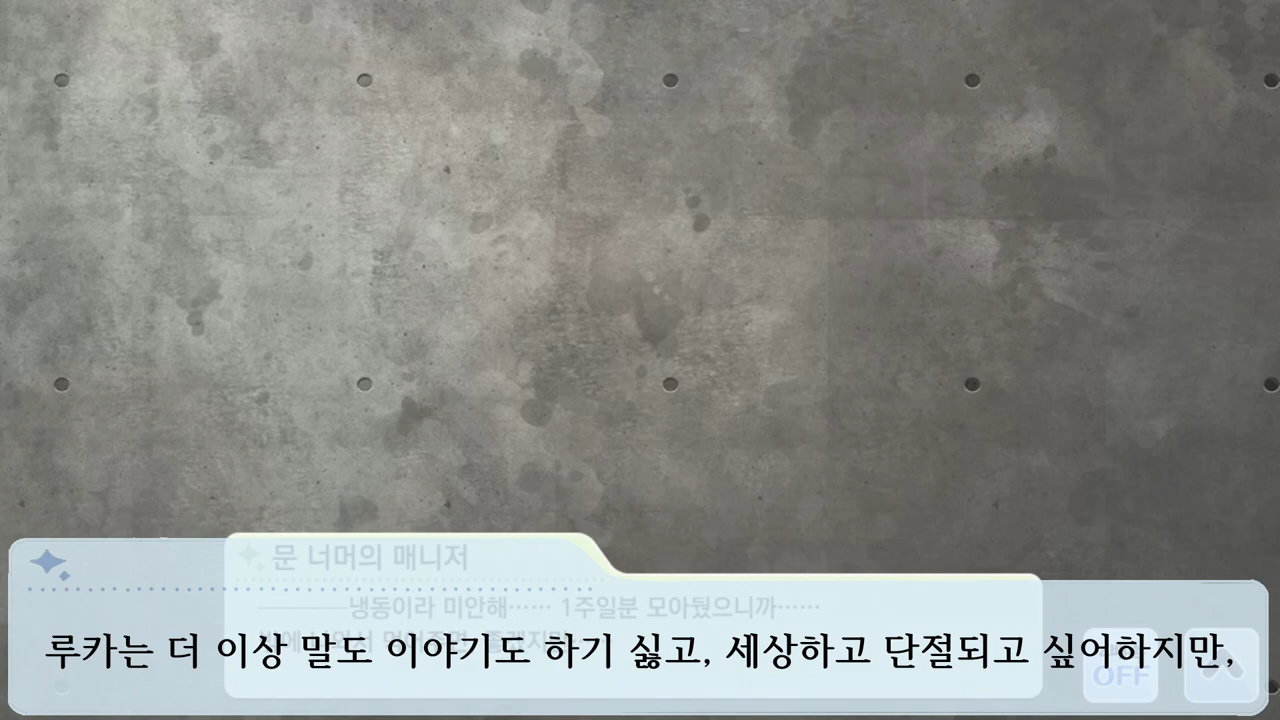 문 너머의 매니저
―――냉동이라 미안해…… 1주일분 모아뒀으니까……
루카는 더 이상 말도 이야기도 하기 싫고, 세상하고 단절되고 싶어하지만,
OFF